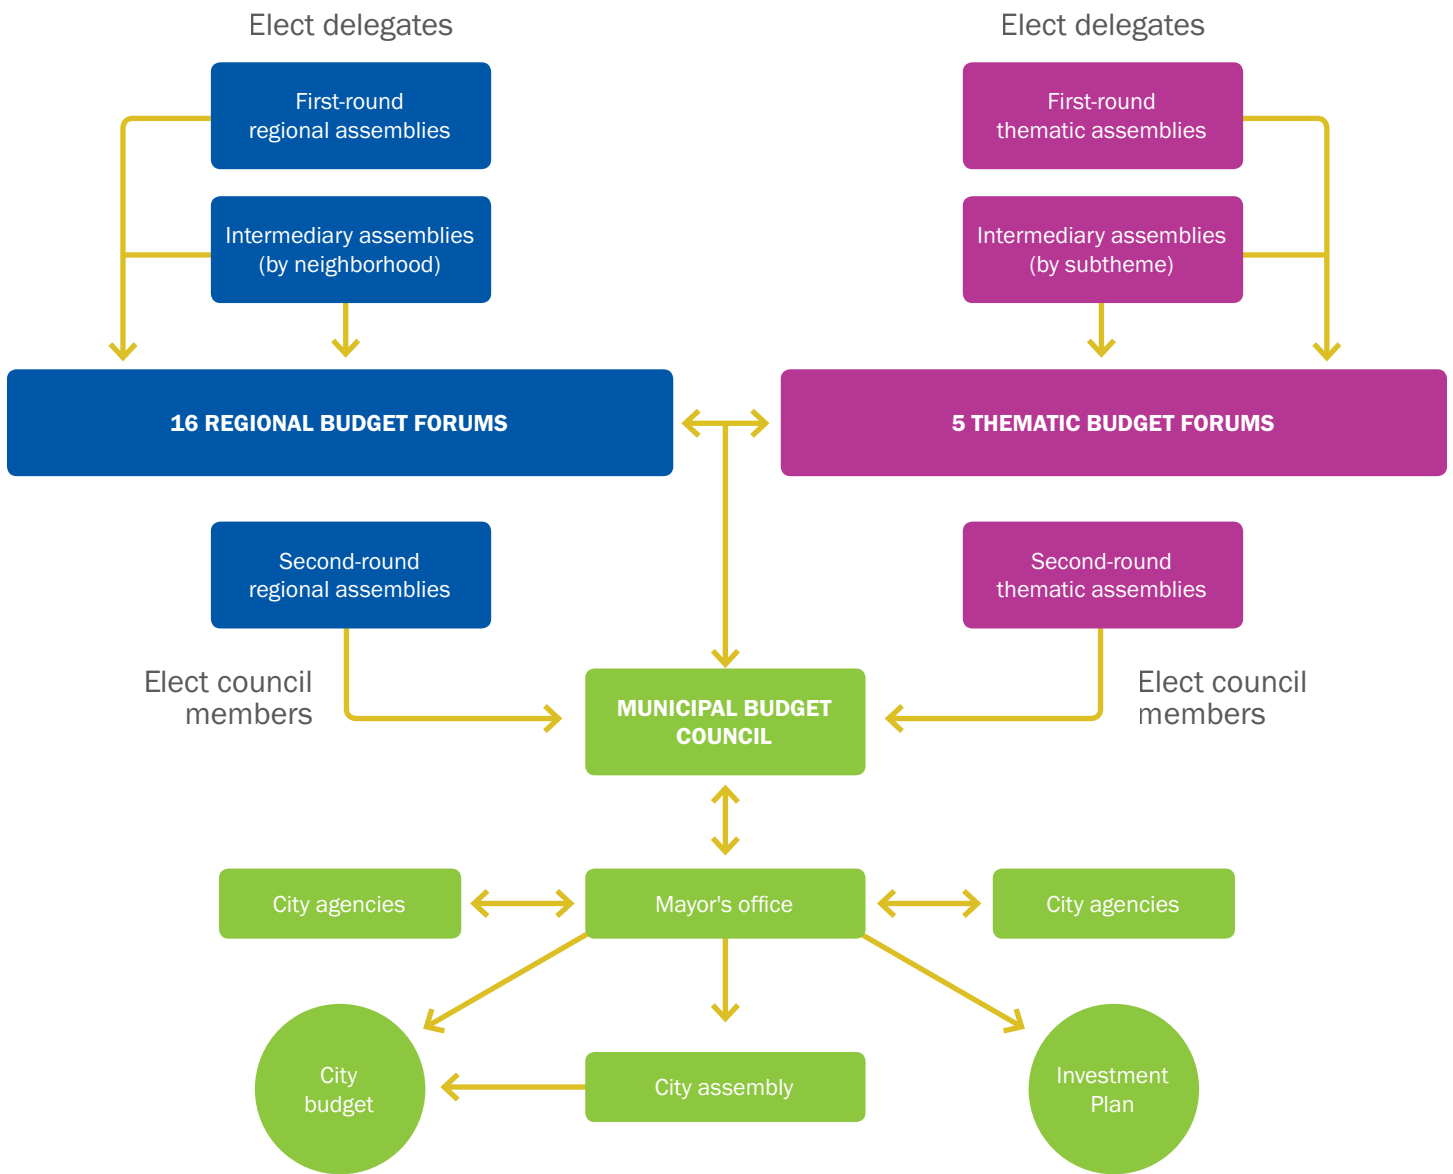 Elect delegates
Elect delegates
First-round
regional assemblies
First-round
thematic assemblies
Intermediary assemblies
(by neighborhood)
Intermediary assemblies
(by subtheme)
16 REGIONAL BUDGET FORUMS
5 THEMATIC BUDGET FORUMS
Second-round
regional assemblies
Second-round
thematic assemblies
Elect council
members
Elect council
members
MUNICIPAL BUDGET
COUNCIL
City agencies
Mayor's office
City agencies
City
budget
City assembly
Investment
Plan